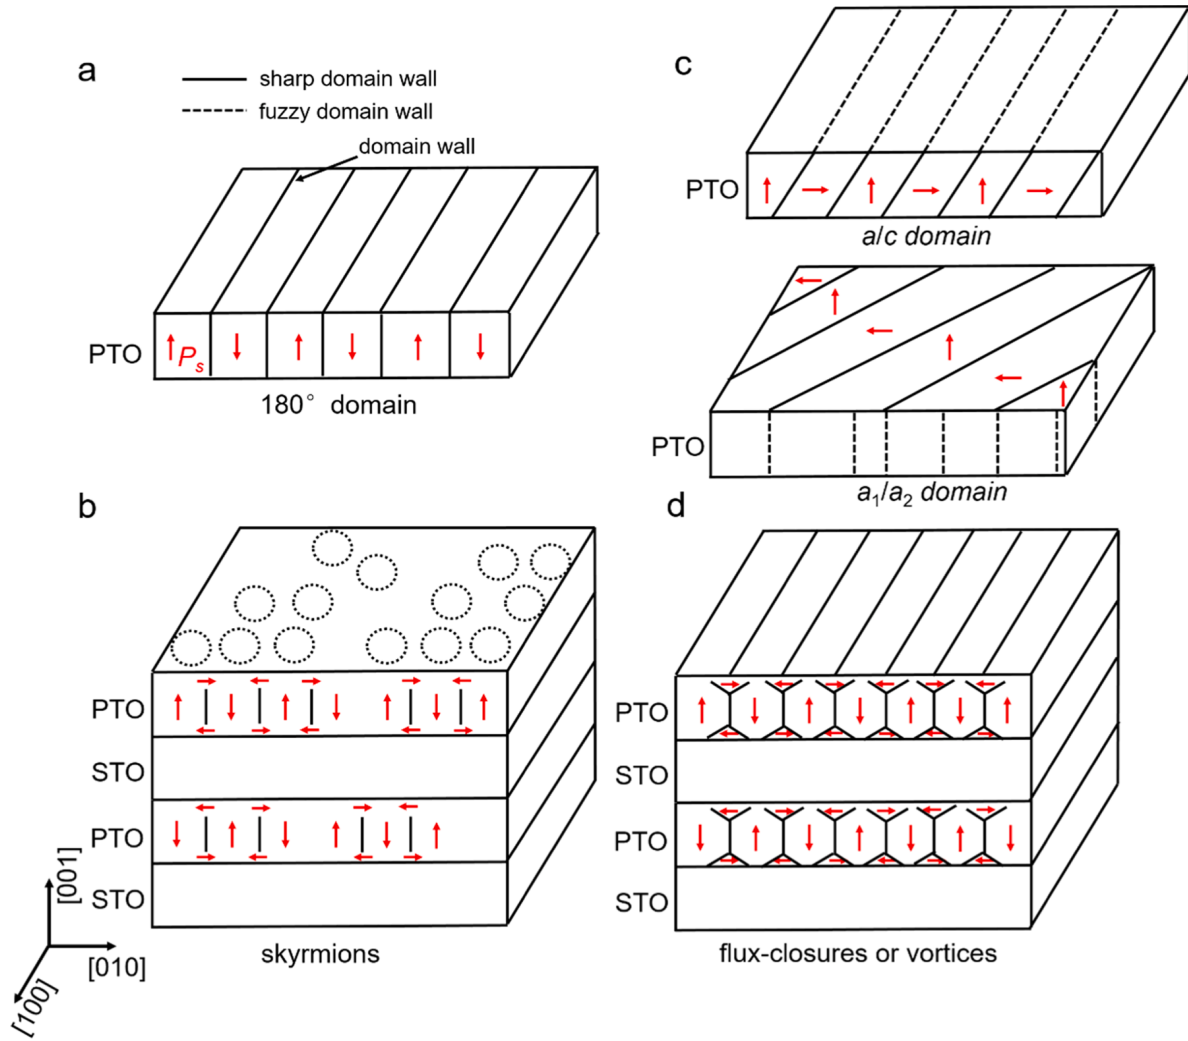 a
sharp domain wall
fuzzy domain wall
domain wall
PTO
Ps
180° domain
c
PTO
a/c domain
PTO
a1/a2 domain
b
PTO
STO
PTO
STO
skyrmions
[001]
[010]
[100]
d
PTO
STO
PTO
STO
flux-closures or vortices